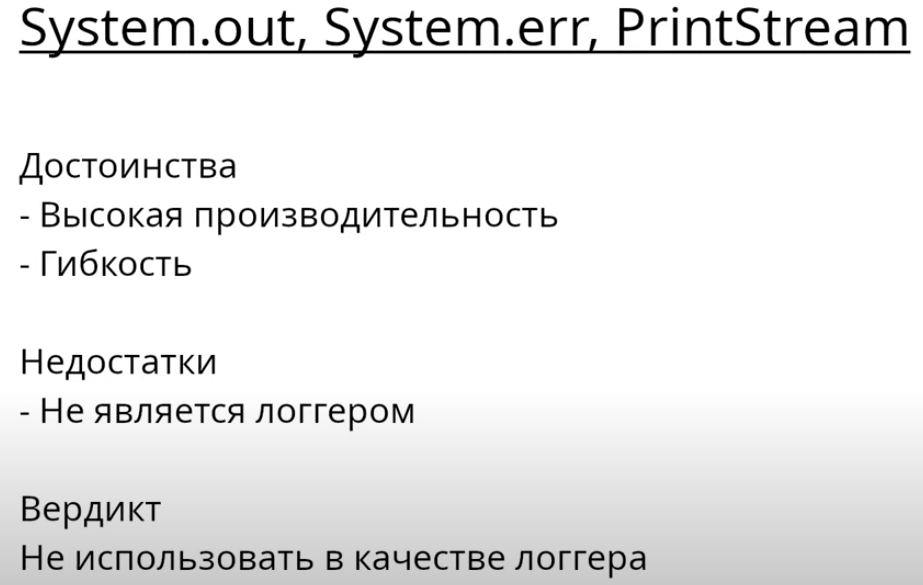 System.out, System.err, PrintStream
Достоинства
- Высокая производительность
- Гибкость
Недостатки
- Не является логгером
Вердикт
Не использовать в качестве логгера